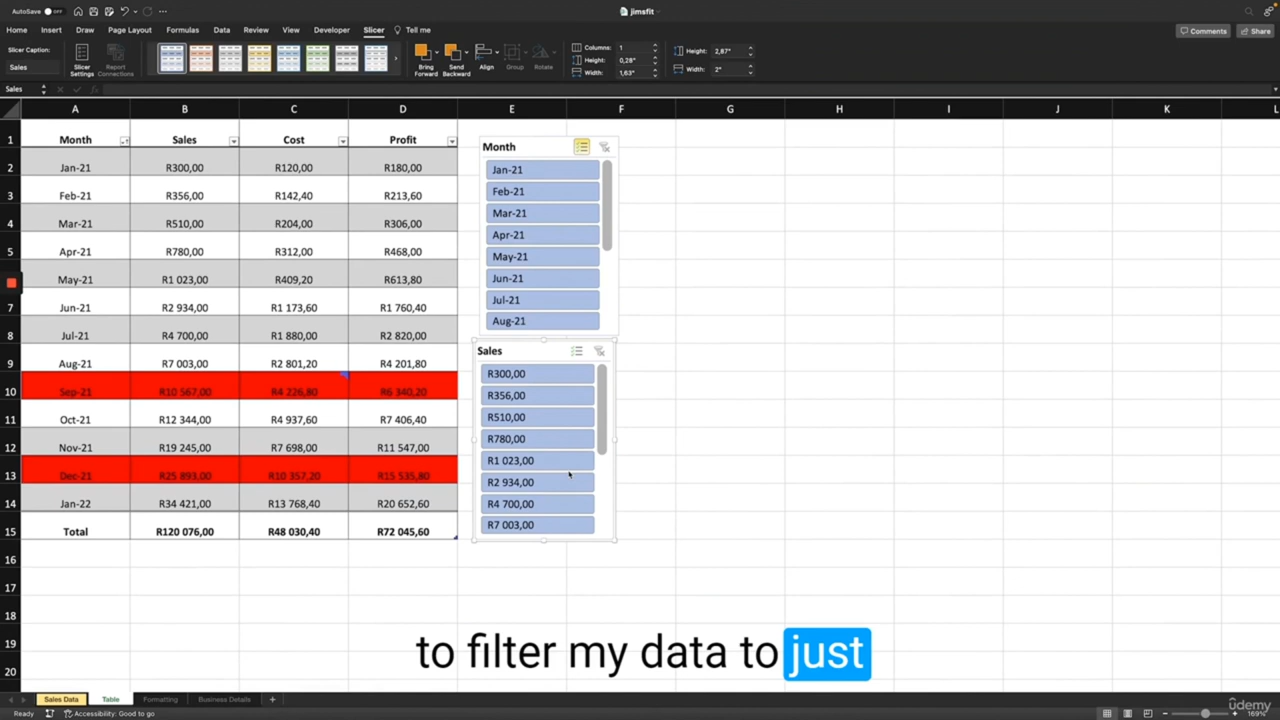 AutoSave OFF
jimsfit
Home Insert Draw Page Layout Formulas Data Review View Developer Slicer Tell me
Comments Share
Slicer Caption:
Sales
Slicer Settings
Report Connections
Bring Forward
Send Backward
Align
Group
Rotate
Columns: 1
Height: 0,28"
Width: 1,63"
Height: 2,87"
Width: 2"
Sales
A B C D E F G H I J K L
1 Month Sales Cost Profit
2 Jan-21 R300,00 R120,00 R180,00
3 Feb-21 R356,00 R142,40 R213,60
4 Mar-21 R510,00 R204,00 R306,00
5 Apr-21 R780,00 R312,00 R468,00
May-21 R1 023,00 R409,20 R613,80
7 Jun-21 R2 934,00 R1 173,60 R1 760,40
8 Jul-21 R4 700,00 R1 880,00 R2 820,00
9 Aug-21 R7 003,00 R2 801,20 R4 201,80
10 Sep-21 R10 567,00 R4 226,80 R6 340,20
11 Oct-21 R12 344,00 R4 937,60 R7 406,40
12 Nov-21 R19 245,00 R7 698,00 R11 547,00
13 Dec-21 R25 893,00 R10 357,20 R15 535,80
14 Jan-22 R34 421,00 R13 768,40 R20 652,60
15 Total R120 076,00 R48 030,40 R72 045,60
16
17
18
19
20
Month
Jan-21
Feb-21
Mar-21
Apr-21
May-21
Jun-21
Jul-21
Aug-21
Sales
R300,00
R356,00
R510,00
R780,00
R1 023,00
R2 934,00
R4 700,00
R7 003,00
to filter my data to just
Sales Data Table Formatting Business Details +
Ready Accessibility: Good to go
udemy
169%